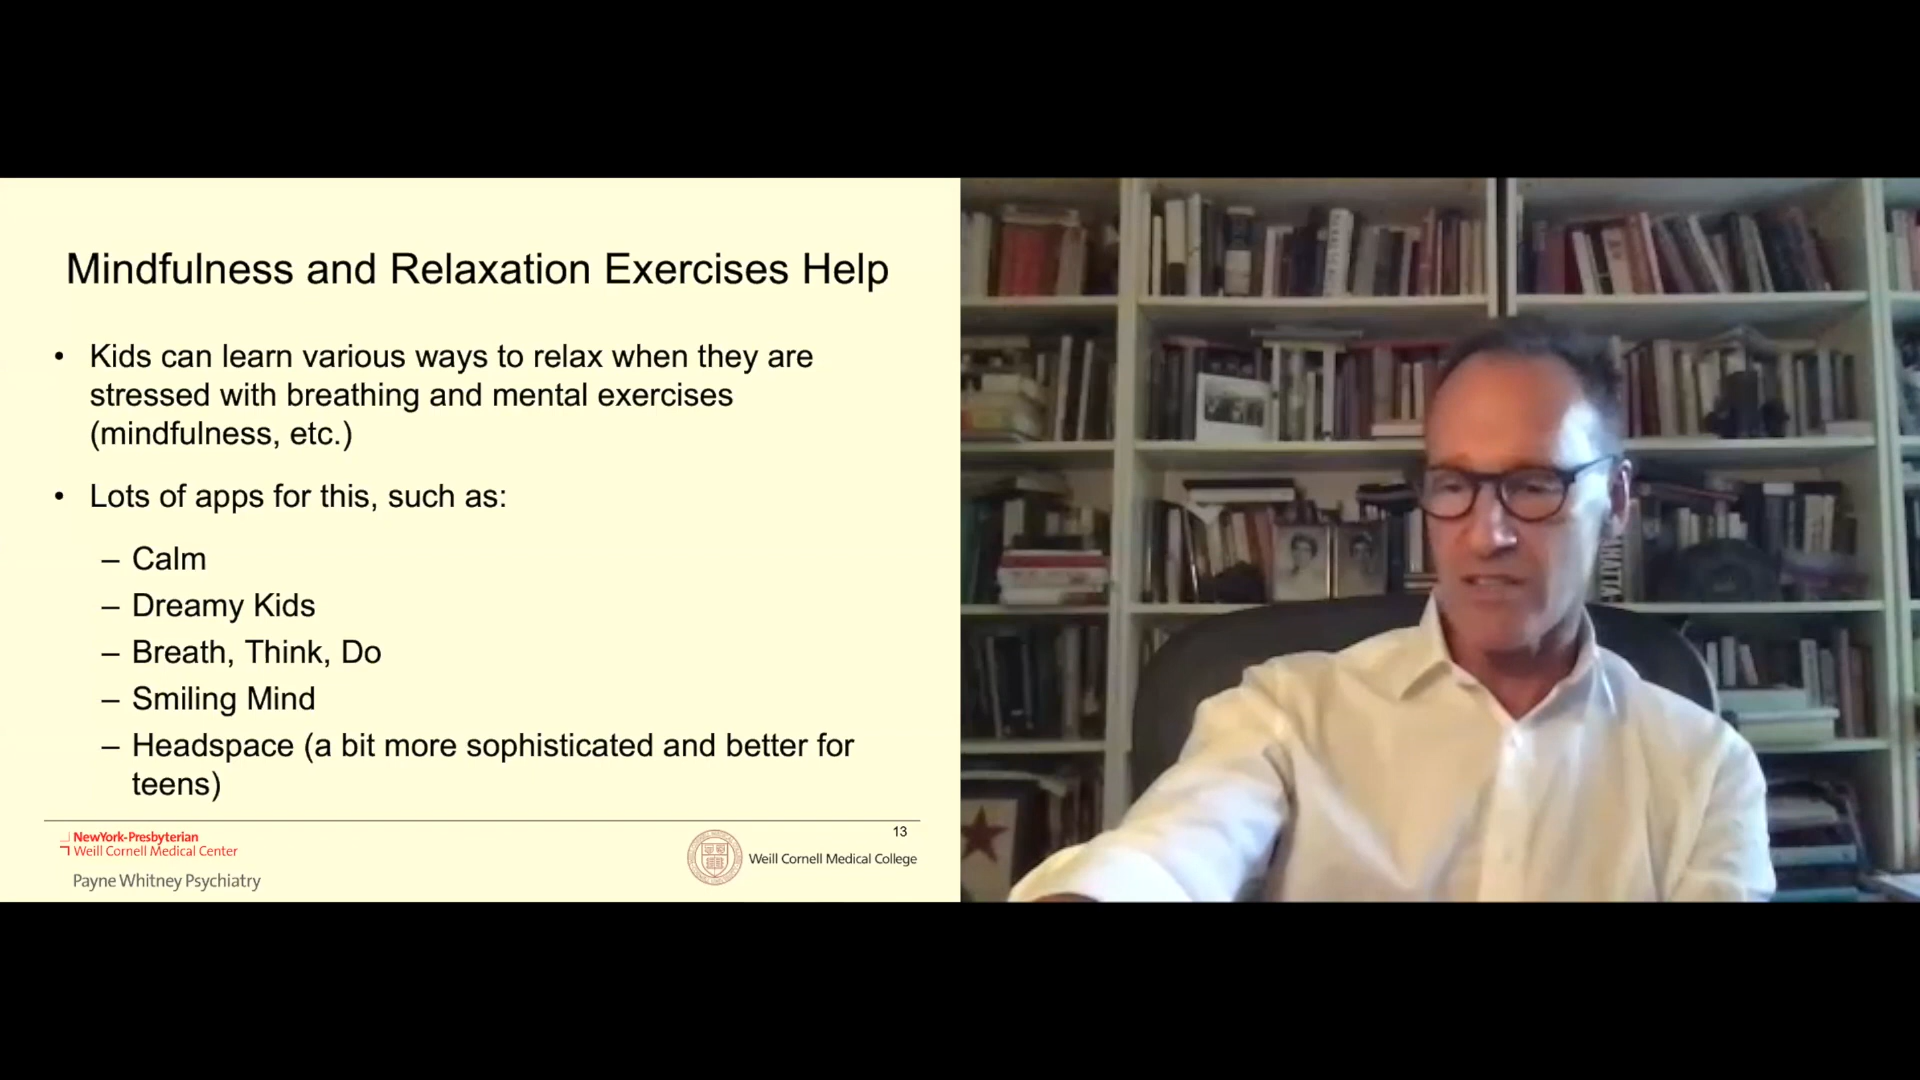 Mindfulness and Relaxation Exercises Help
• Kids can learn various ways to relax when they are
stressed with breathing and mental exercises
(mindfulness, etc.)
• Lots of apps for this, such as:
– Calm
– Dreamy Kids
– Breath, Think, Do
– Smiling Mind
– Headspace (a bit more sophisticated and better for
teens)
NewYork-Presbyterian
Weill Cornell Medical Center
Payne Whitney Psychiatry
Weill Cornell Medical College
13